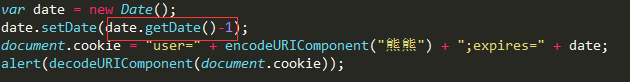 var date = new Date();
date.setDate(date.getDate()-1);
document.cookie = "user=" + encodeURIComponent("熊熊") + ";expires=" + date;
alert(decodeURIComponent(document.cookie));